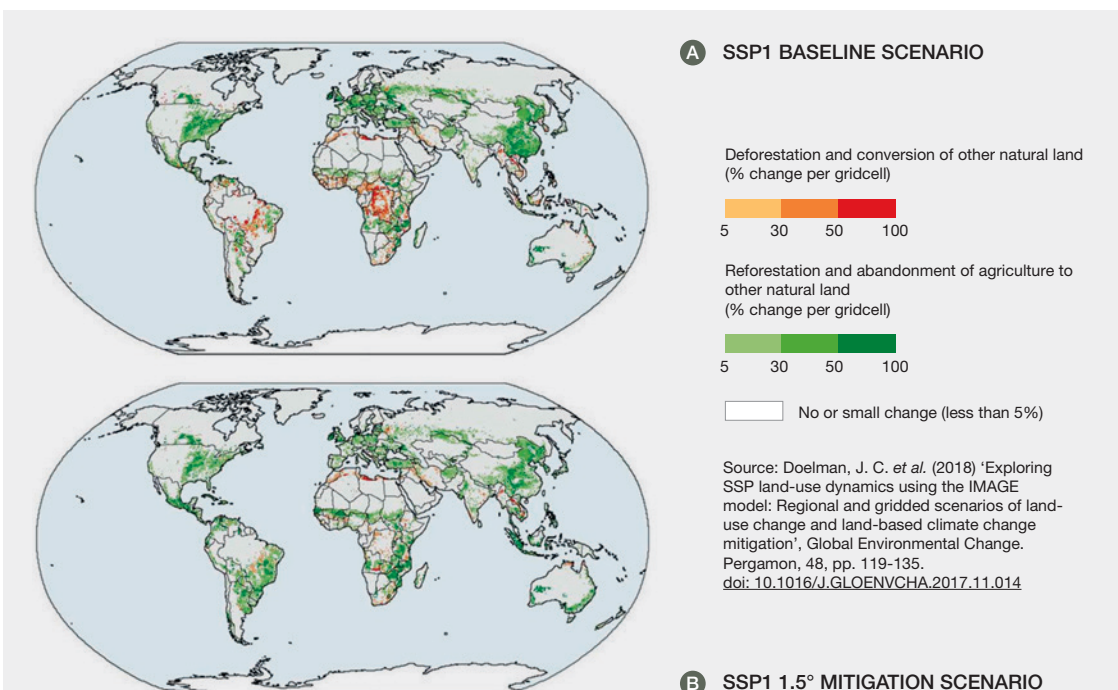 A SSP1 BASELINE SCENARIO
Deforestation and conversion of other natural land
(% change per gridcell)
5 30 50 100
Reforestation and abandonment of agriculture to
other natural land
(% change per gridcell)
5 30 50 100
No or small change (less than 5%)
Source: Doelman, J. C. et al. (2018) ‘Exploring
SSP land-use dynamics using the IMAGE
model: Regional and gridded scenarios of land-
use change and land-based climate change
mitigation’, Global Environmental Change.
Pergamon, 48, pp. 119-135.
doi: 10.1016/J.GLOENVCHA.2017.11.014
B SSP1 1.5° MITIGATION SCENARIO